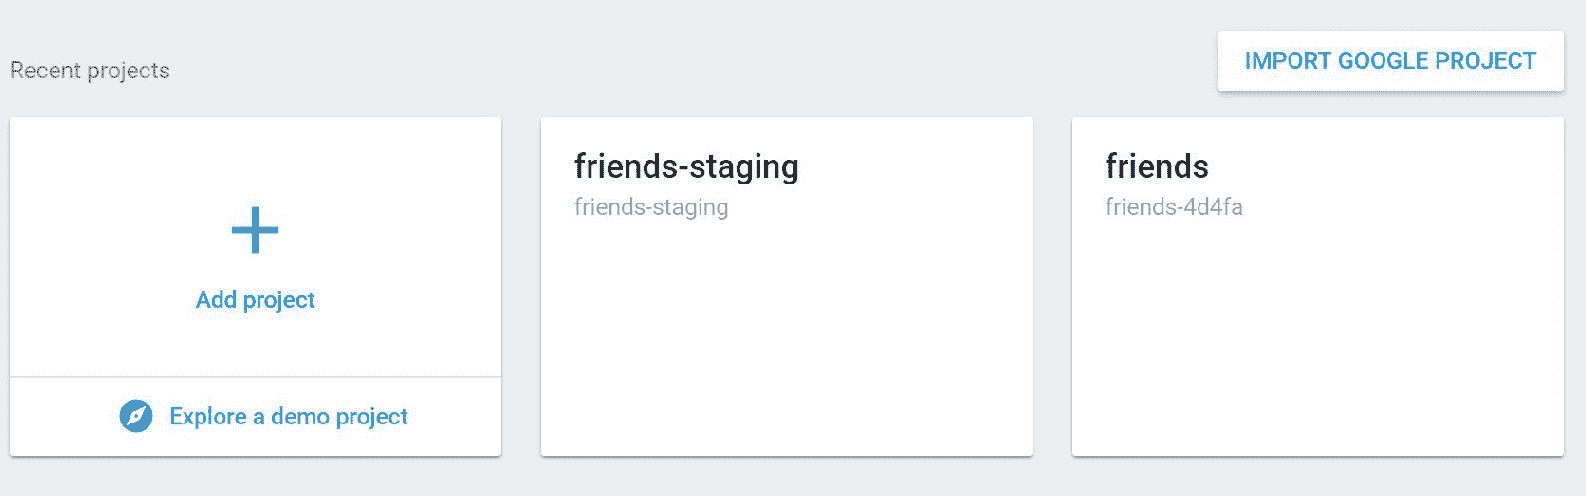 Recent projects
IMPORT GOOGLE PROJECT
Add project
Explore a demo project
friends-staging
friends-staging
friends
friends-4d4fa